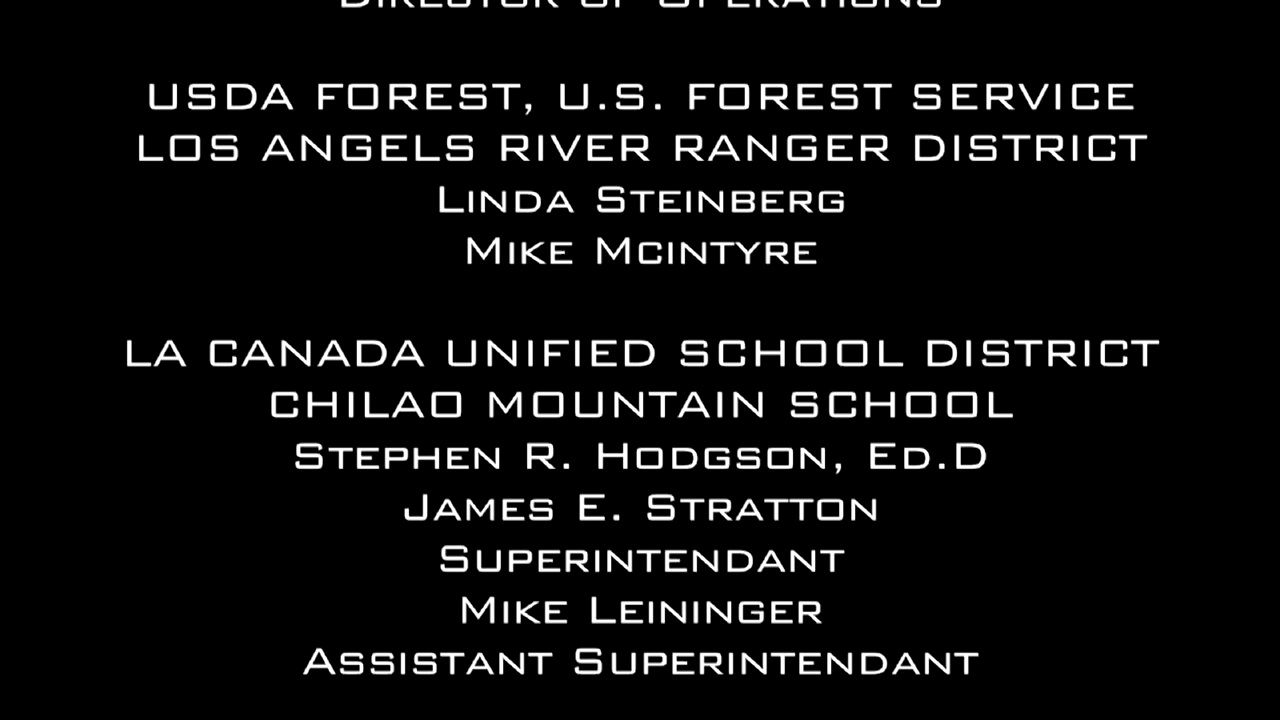 Director of Operations
USDA FOREST, U.S. FOREST SERVICE
LOS ANGELS RIVER RANGER DISTRICT
Linda Steinberg
Mike Mcintyre
LA CANADA UNIFIED SCHOOL DISTRICT
CHILAO MOUNTAIN SCHOOL
Stephen R. Hodgson, Ed.D
James E. Stratton
Superintendant
Mike Leininger
Assistant Superintendant